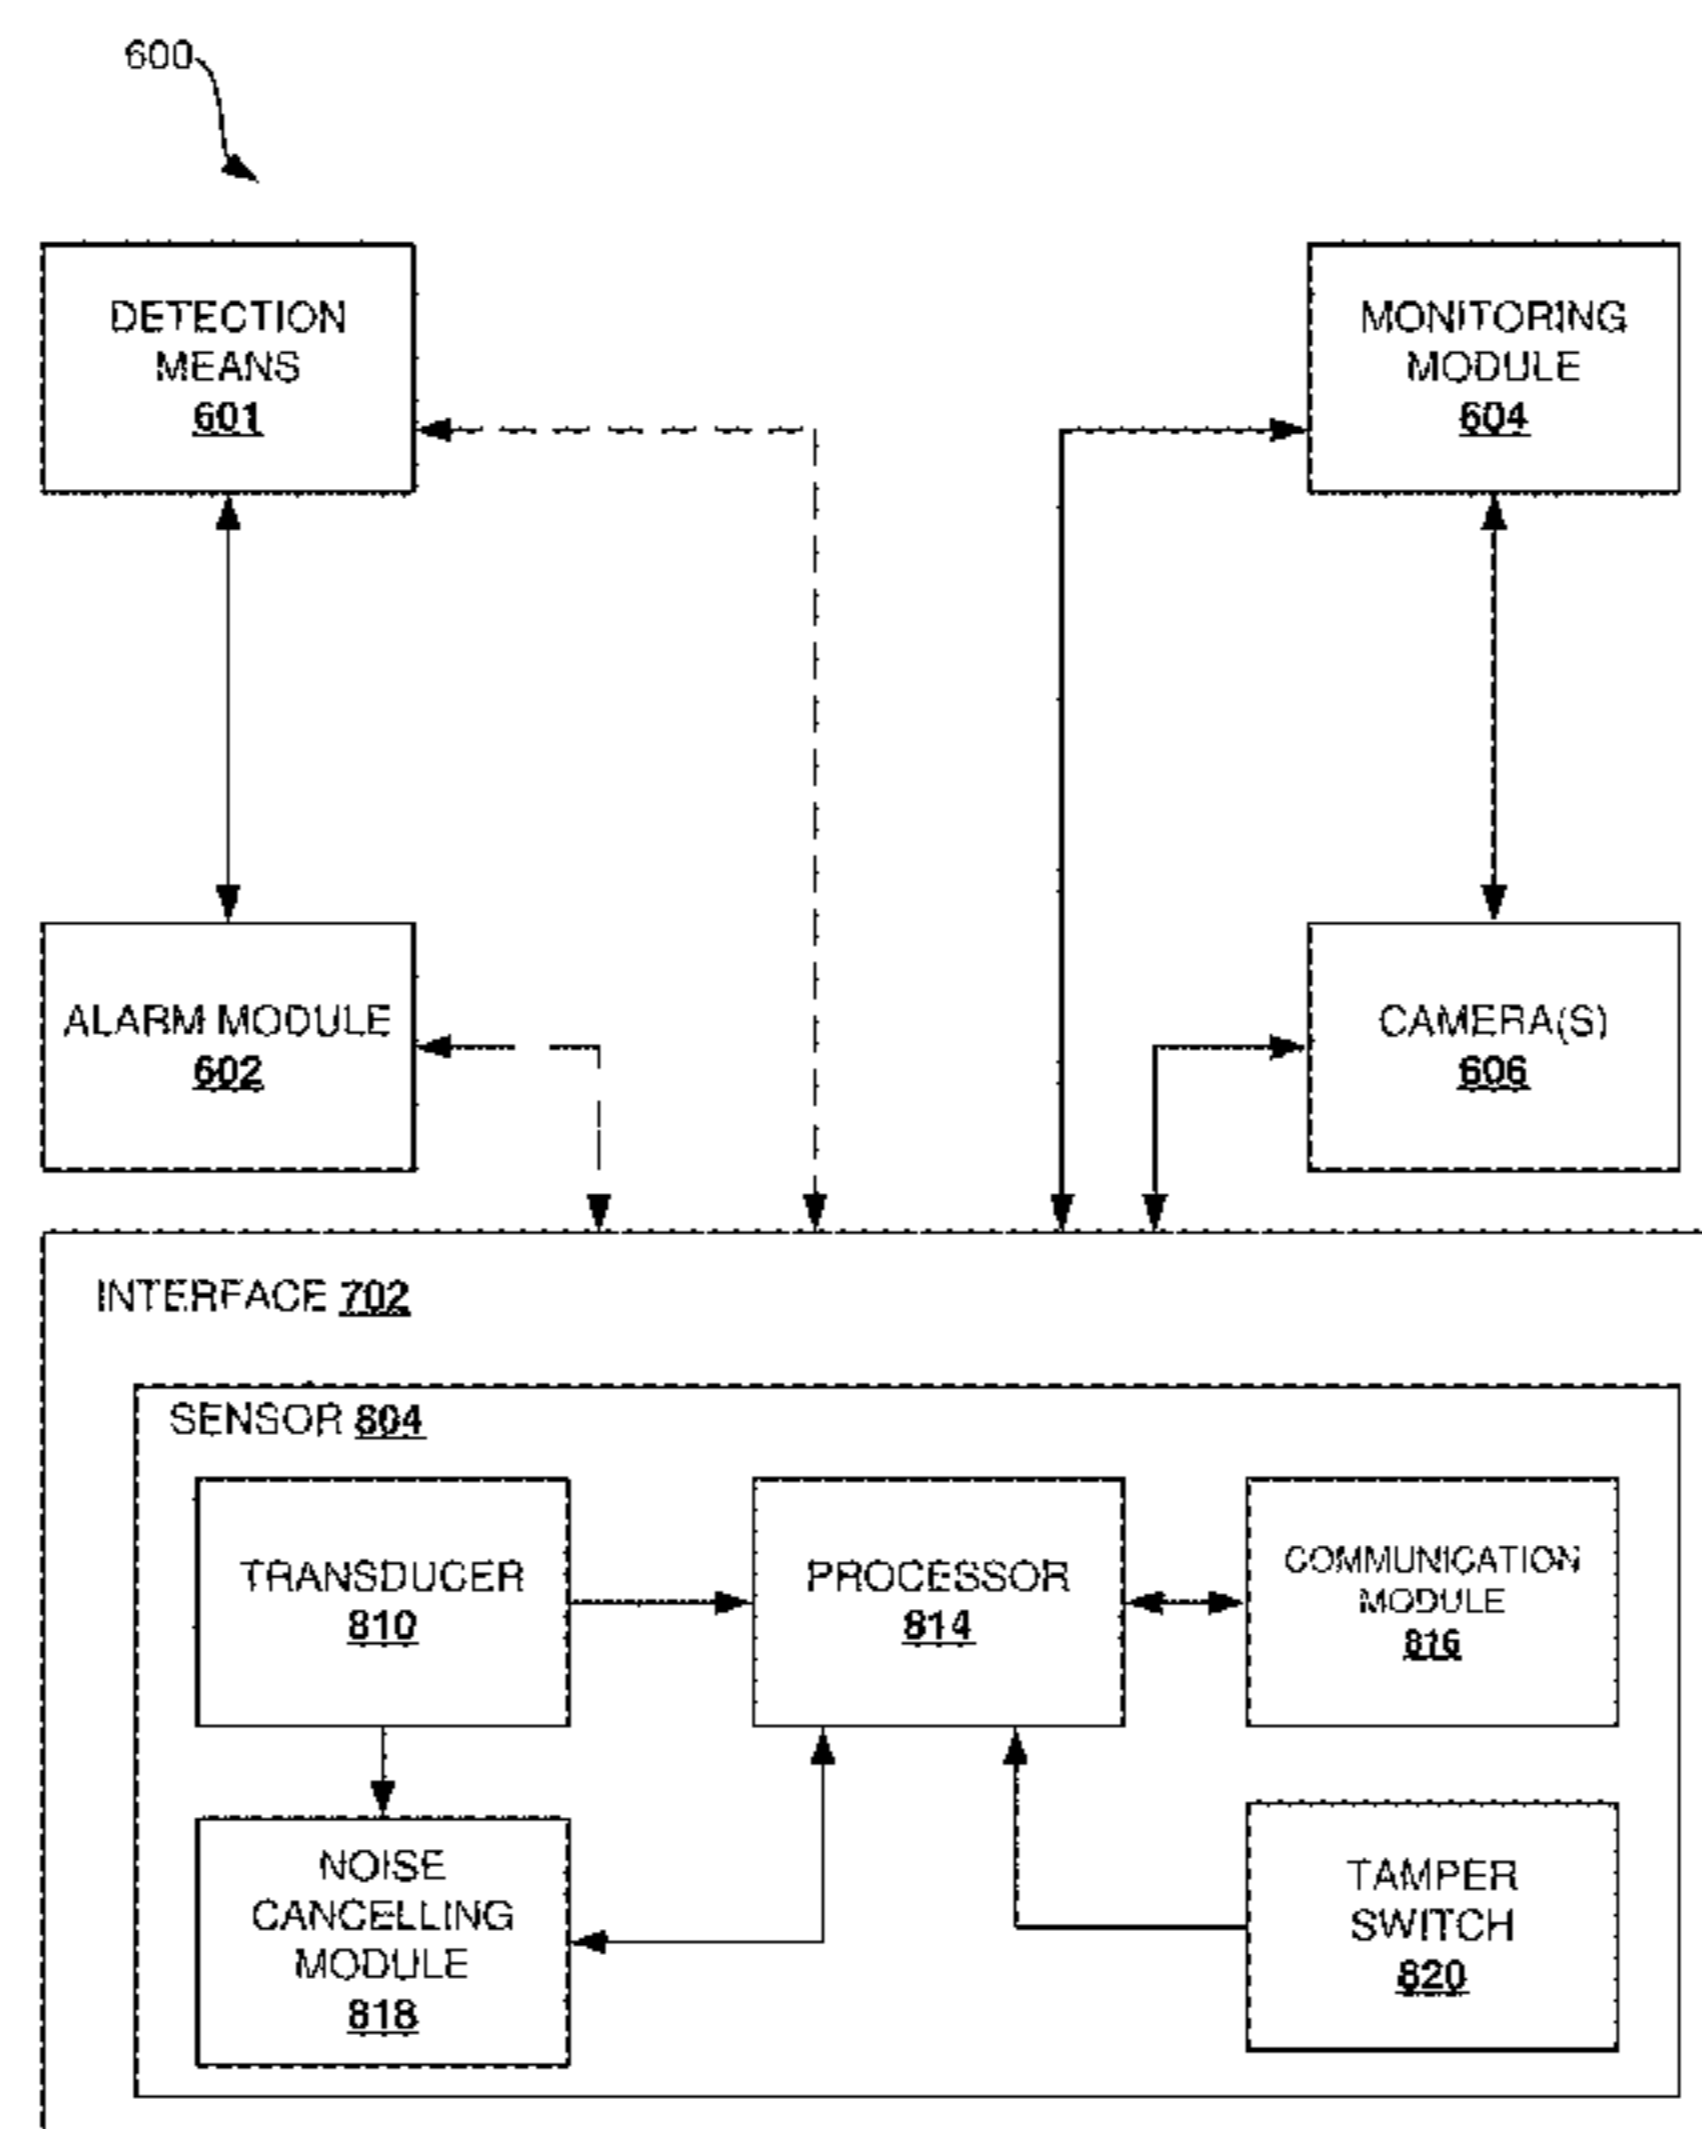 600
DETECTION
MEANS
601
MONITORING
MODULE
604
ALARM MODULE
602
CAMERA(S)
606
INTERFACE 702
SENSOR 804
TRANSDUCER
810
PROCESSOR
814
COMMUNICATION
MODULE
816
NOISE
CANCELLING
MODULE
818
TAMPER
SWITCH
820